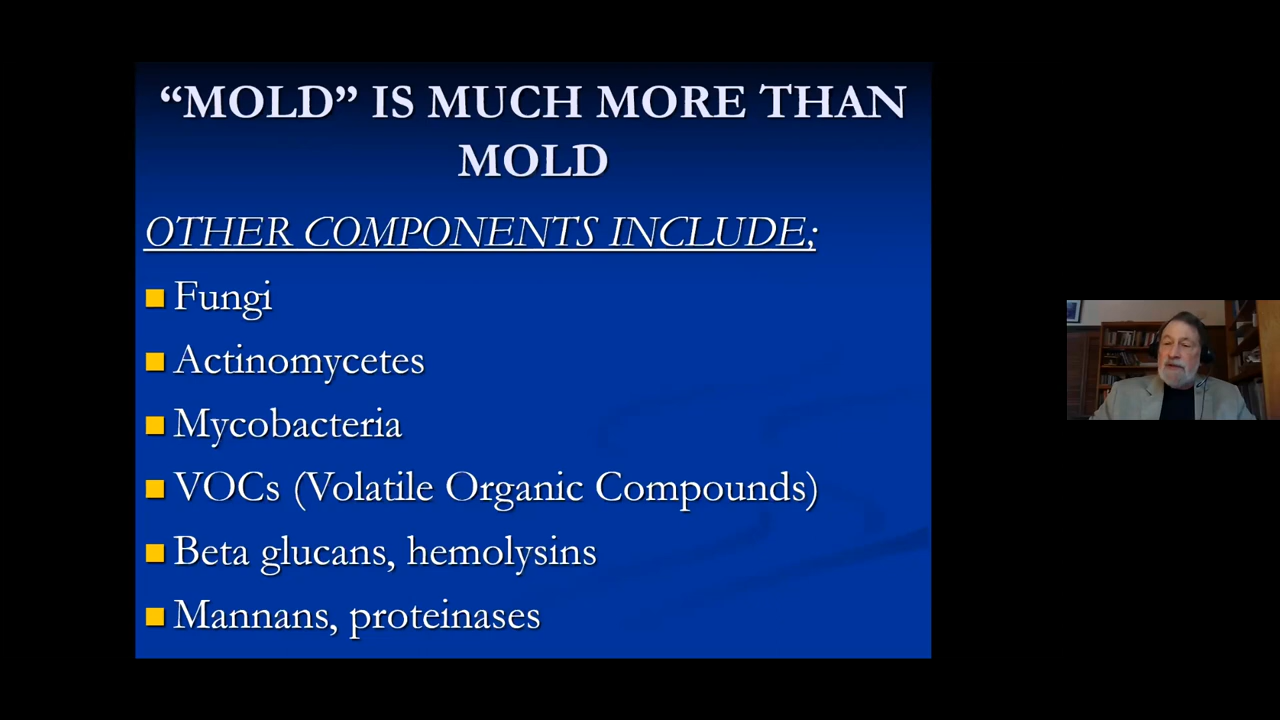 “MOLD” IS MUCH MORE THAN
MOLD
OTHER COMPONENTS INCLUDE;
Fungi
Actinomycetes
Mycobacteria
VOCs (Volatile Organic Compounds)
Beta glucans, hemolysins
Mannans, proteinases